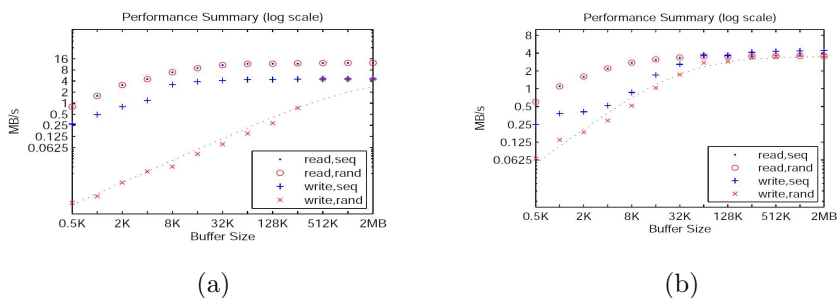 Performance Summary (log scale)
16
8
4
2
1
0.5
0.25
0.125
0.0625
MB/s
read,seq
read,rand
write,seq
write,rand
0.5K 2K 8K 32K 128K 512K 2MB
Buffer Size
(a)
Performance Summary (log scale)
8
4
2
1
0.5
0.25
0.125
0.0625
MB/s
read,seq
read,rand
write,seq
write,rand
0.5K 2K 8K 32K 128K 512K 2MB
Buffer Size
(b)